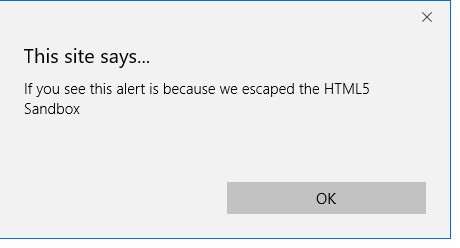 This site says...
If you see this alert is because we escaped the HTML5
Sandbox
OK